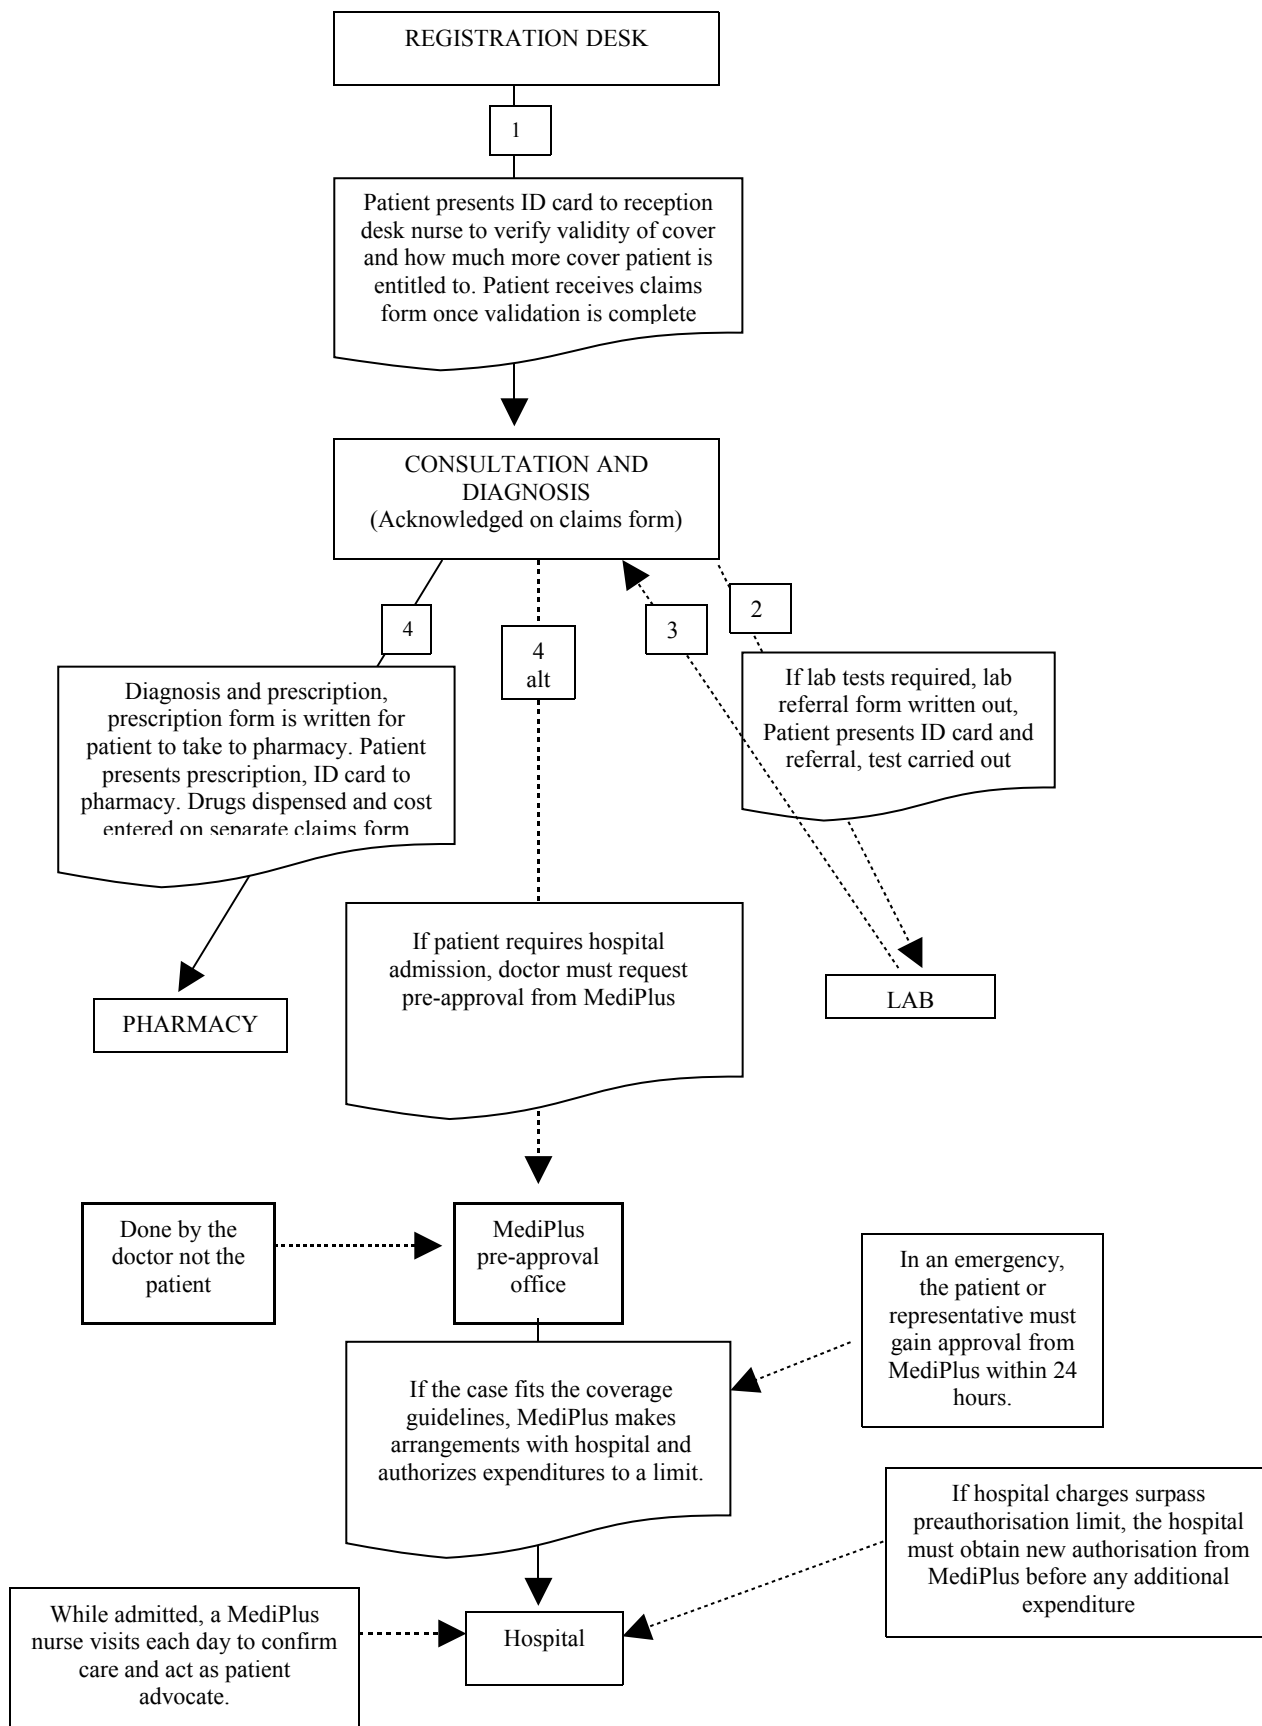 REGISTRATION DESK
1
Patient presents ID card to reception
desk nurse to verify validity of cover
and how much more cover patient is
entitled to. Patient receives claims
form once validation is complete
CONSULTATION AND
DIAGNOSIS
(Acknowledged on claims form)
4
4
alt
3
2
Diagnosis and prescription,
prescription form is written for
patient to take to pharmacy. Patient
presents prescription, ID card to
pharmacy. Drugs dispensed and cost
entered on separate claims form
If lab tests required, lab
referral form written out,
Patient presents ID card and
referral, test carried out
If patient requires hospital
admission, doctor must request
pre-approval from MediPlus
PHARMACY
LAB
Done by the
doctor not the
patient
MediPlus
pre-approval
office
In an emergency,
the patient or
representative must
gain approval from
MediPlus within 24
hours.
If the case fits the coverage
guidelines, MediPlus makes
arrangements with hospital and
authorizes expenditures to a limit.
If hospital charges surpass
preauthorisation limit, the hospital
must obtain new authorisation from
MediPlus before any additional
expenditure
While admitted, a MediPlus
nurse visits each day to confirm
care and act as patient
advocate.
Hospital